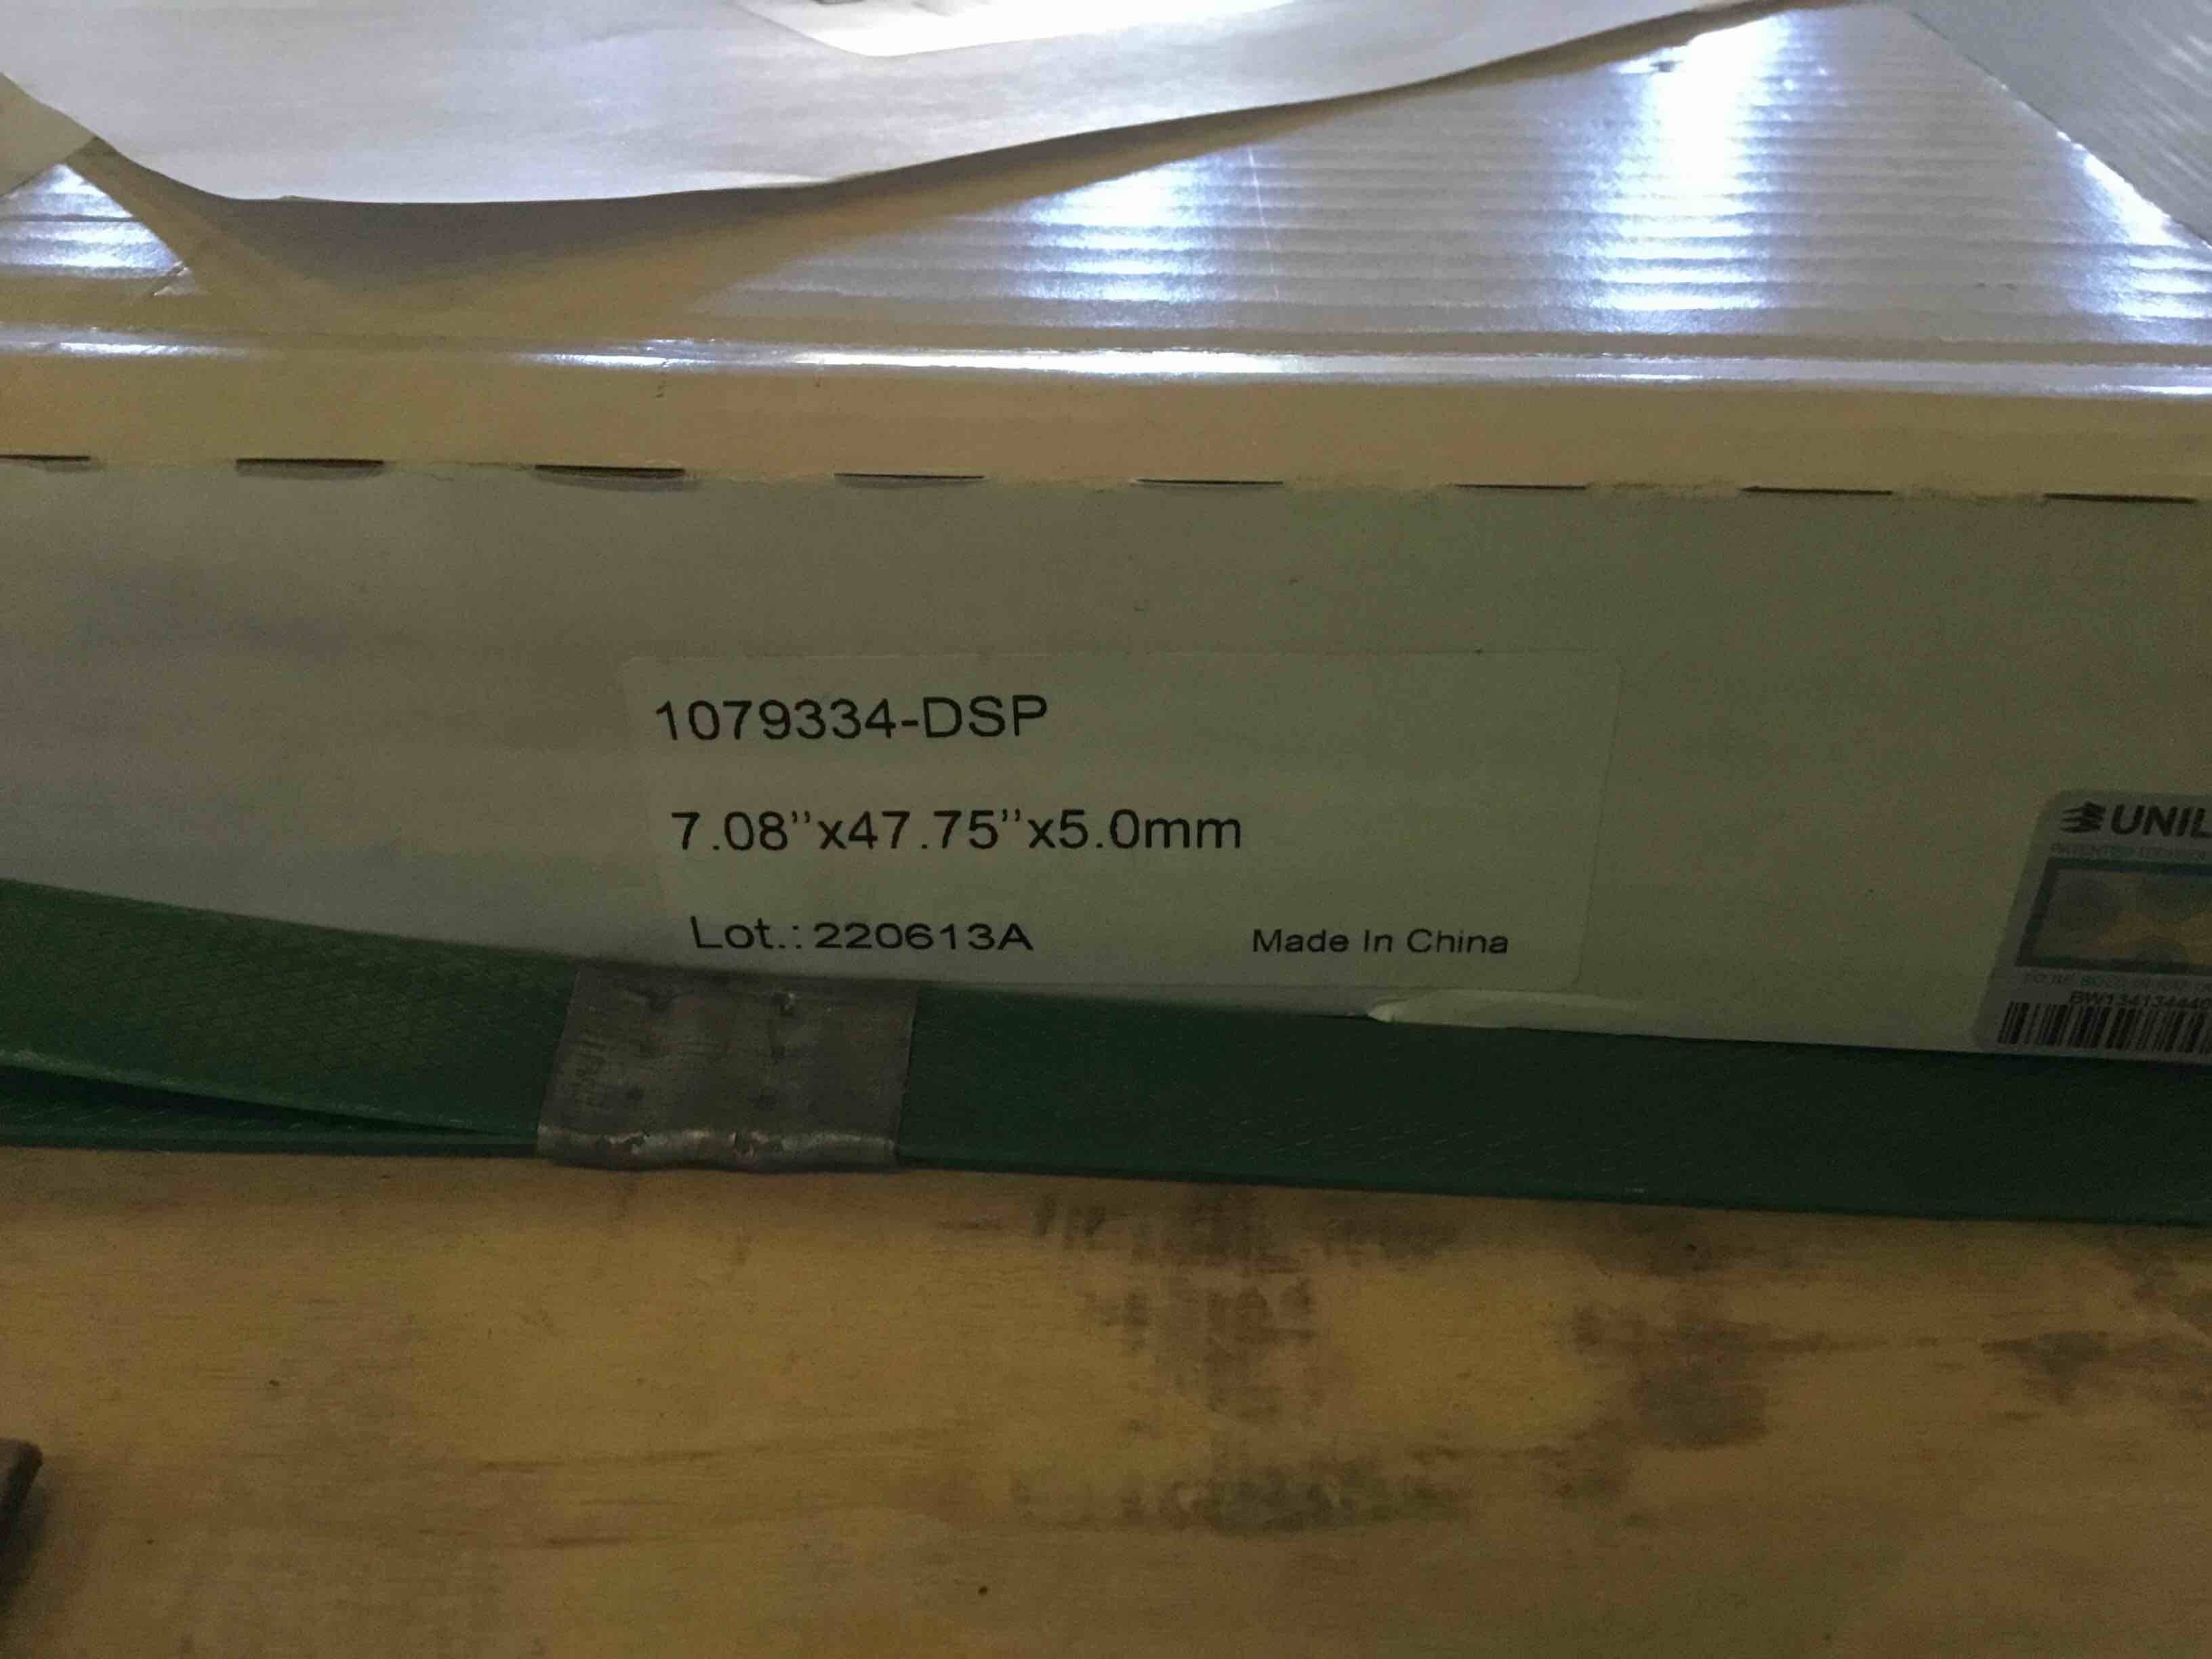 1079334-DSP
7.08''x47.75''x5.0mm
Lot.: 220613A
Made In China
UNIL